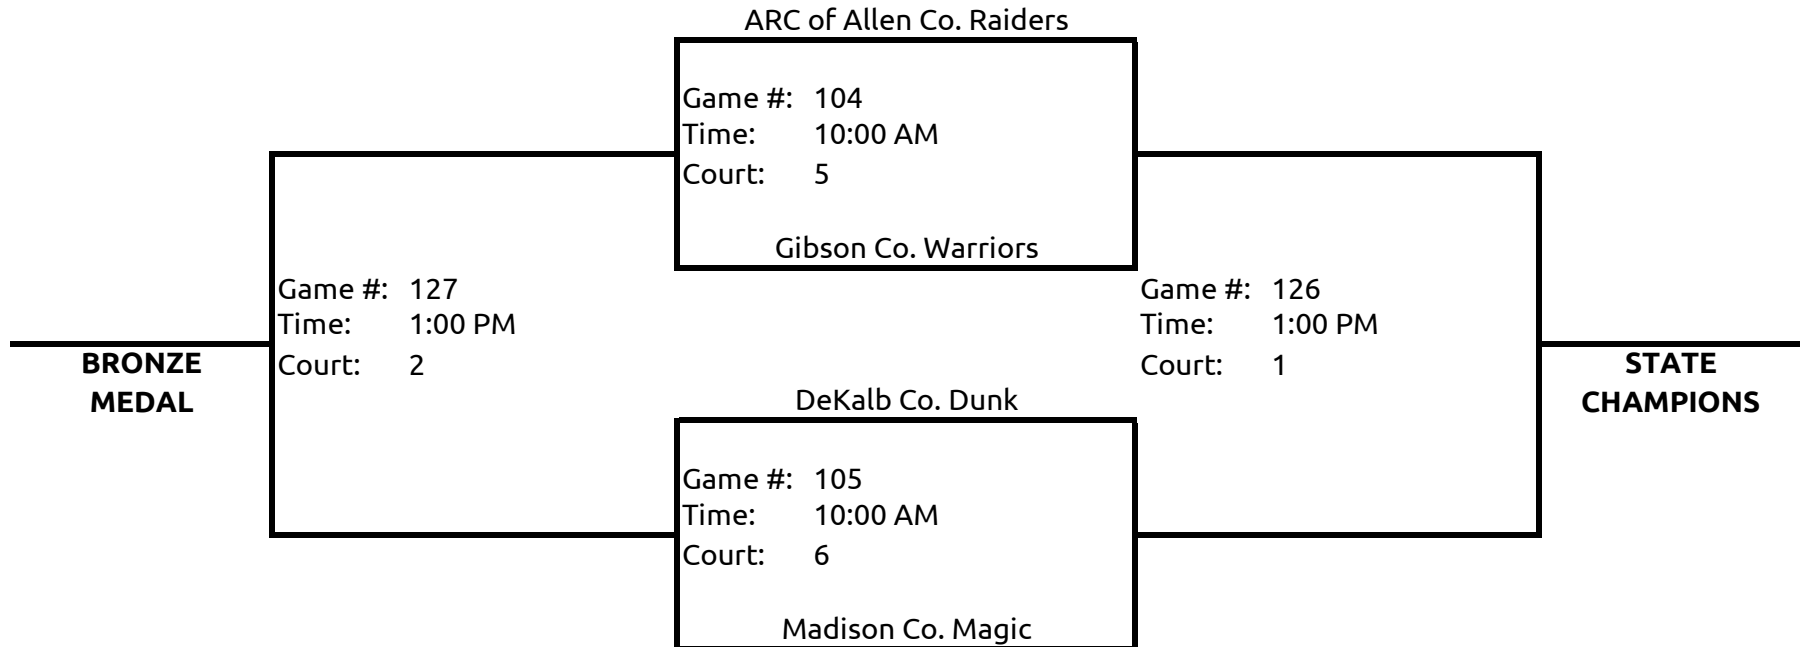 ARC of Allen Co. Raiders
Game #: 104
Time: 10:00 AM
Court: 5
Gibson Co. Warriors
Game #: 127
Time: 1:00 PM
Court: 2
BRONZE
MEDAL
Game #: 126
Time: 1:00 PM
Court: 1
STATE
CHAMPIONS
DeKalb Co. Dunk
Game #: 105
Time: 10:00 AM
Court: 6
Madison Co. Magic